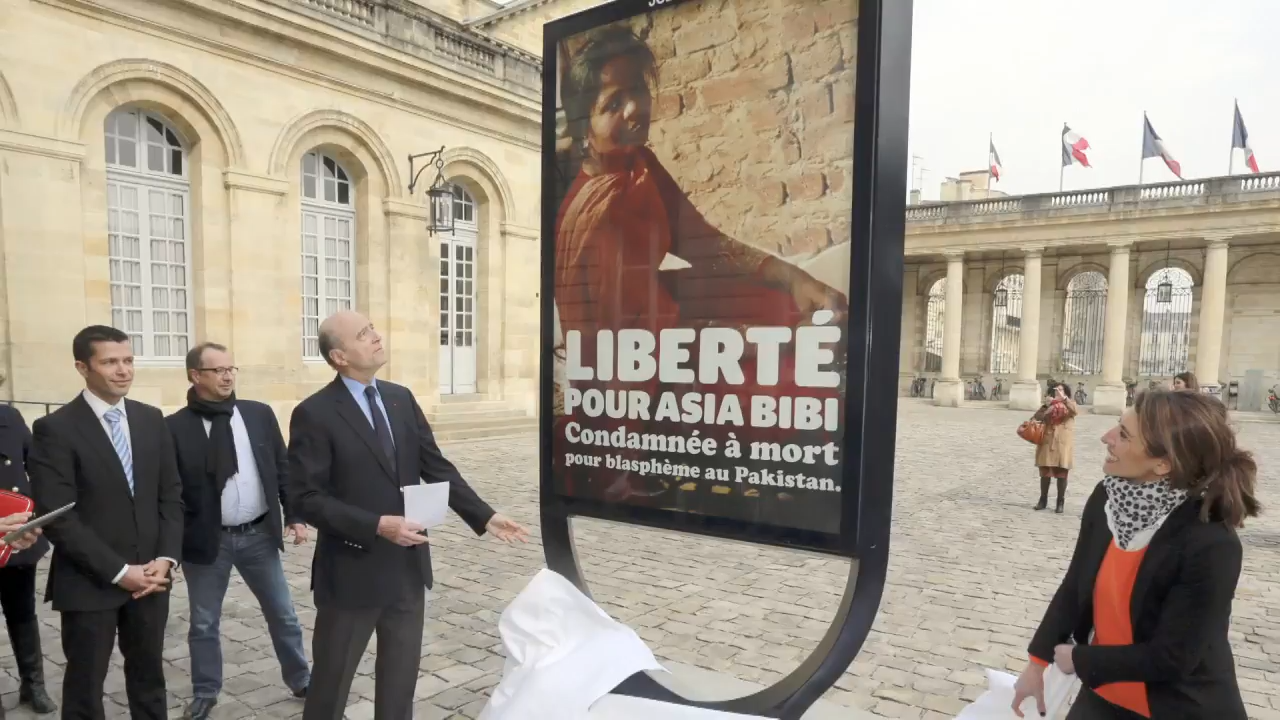 LIBERTÉ
POUR ASIA BIBI
Condamnée à mort
pour blasphème au Pakistan.